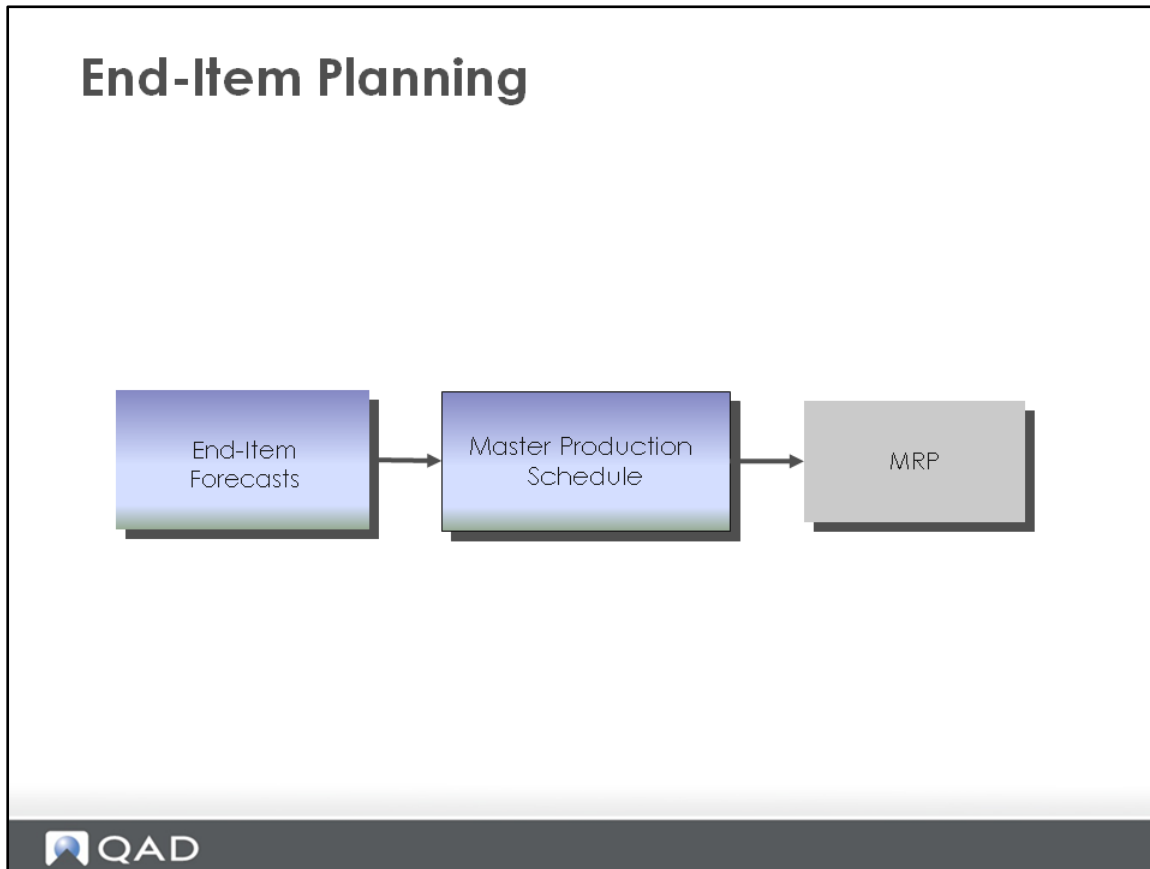 End-Item Planning
End-Item
Forecasts
Master Production
Schedule
MRP
QAD